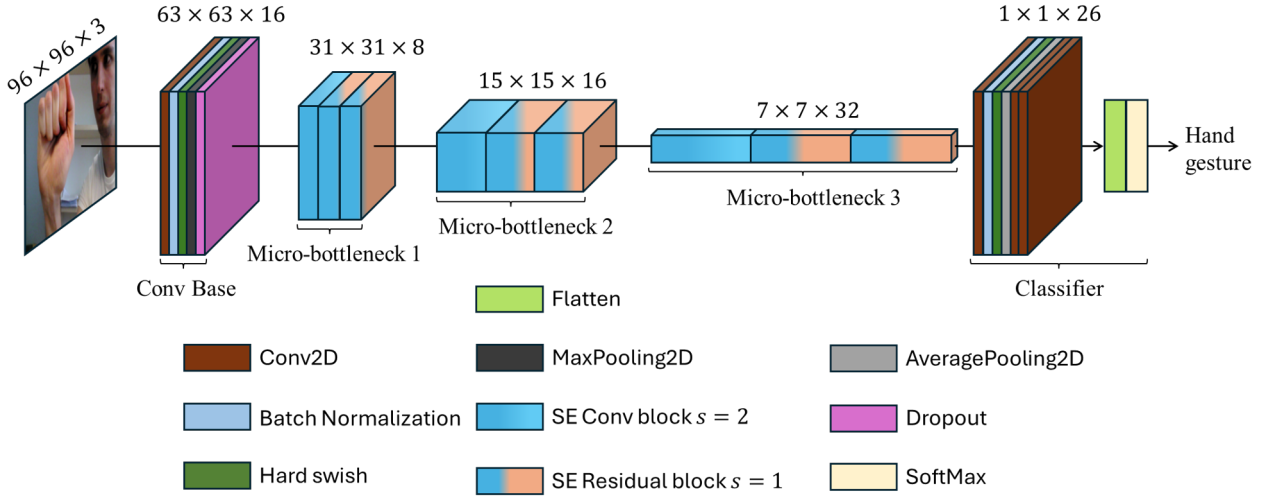 96 × 96 × 3
63 × 63 × 16
31 × 31 × 8
15 × 15 × 16
7 × 7 × 32
1 × 1 × 26
Hand
gesture
Conv Base
Micro-bottleneck 1
Micro-bottleneck 2
Micro-bottleneck 3
Classifier
Flatten
Conv2D
MaxPooling2D
AveragePooling2D
Batch Normalization
SE Conv block s = 2
Dropout
Hard swish
SE Residual block s = 1
SoftMax